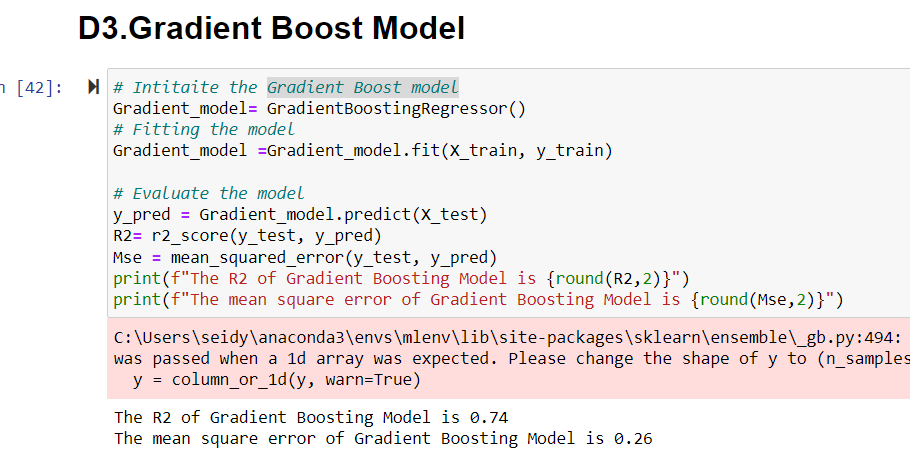 D3.Gradient Boost Model
n [42]:
# Intitaite the Gradient Boost model
Gradient_model= GradientBoostingRegressor()
# Fitting the model
Gradient_model =Gradient_model.fit(X_train, y_train)
# Evaluate the model
y_pred = Gradient_model.predict(X_test)
R2= r2_score(y_test, y_pred)
Mse = mean_squared_error(y_test, y_pred)
print(f"The R2 of Gradient Boosting Model is {round(R2,2)}")
print(f"The mean square error of Gradient Boosting Model is {round(Mse,2)}")
C:\Users\seidy\anaconda3\envs\mlenv\lib\site-packages\sklearn\ensemble\_gb.py:494:
was passed when a 1d array was expected. Please change the shape of y to (n_samples
y = column_or_1d(y, warn=True)
The R2 of Gradient Boosting Model is 0.74
The mean square error of Gradient Boosting Model is 0.26